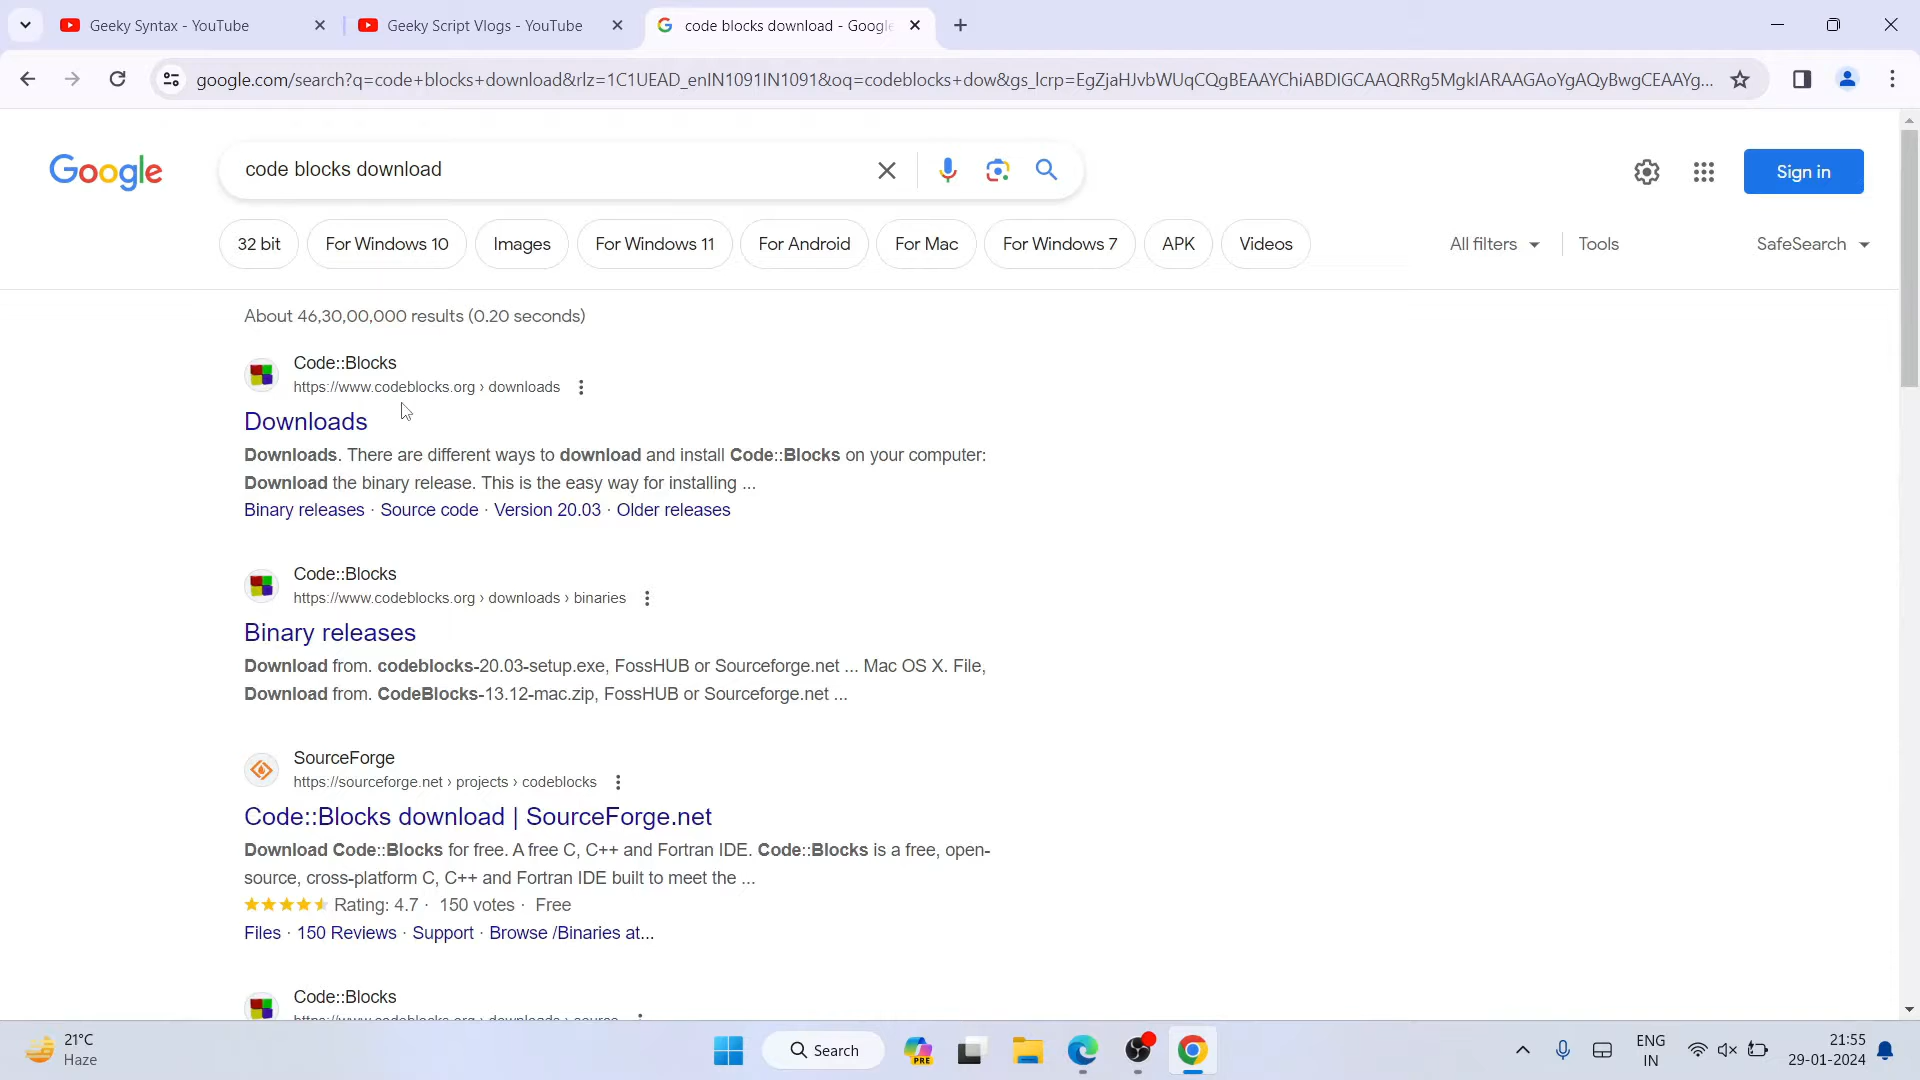 Geeky Syntax - YouTube
Geeky Script Vlogs - YouTube
code blocks download - Google
google.com/search?q=code+blocks+download&rlz=1C1UEAD_enIN1091IN1091&oq=codeblocks+dow&gs_lcrp=EgZjaHJvbWUqCQgBEAAYChiABDIGCAAQRRg5MgkIARAAGAoYgAQyBwgCEAAYg...
Google
code blocks download
Sign in
32 bit
For Windows 10
Images
For Windows 11
For Android
For Mac
For Windows 7
APK
Videos
All filters
Tools
SafeSearch
About 46,30,00,000 results (0.20 seconds)
Code::Blocks
https://www.codeblocks.org › downloads
Downloads
Downloads. There are different ways to download and install Code::Blocks on your computer:
Download the binary release. This is the easy way for installing ...
Binary releases · Source code · Version 20.03 · Older releases
Code::Blocks
https://www.codeblocks.org › downloads › binaries
Binary releases
Download from. codeblocks-20.03-setup.exe, FossHUB or Sourceforge.net ... Mac OS X. File,
Download from. CodeBlocks-13.12-mac.zip, FossHUB or Sourceforge.net ...
SourceForge
https://sourceforge.net › projects › codeblocks
Code::Blocks download | SourceForge.net
Download Code::Blocks for free. A free C, C++ and Fortran IDE. Code::Blocks is a free, open-
source, cross-platform C, C++ and Fortran IDE built to meet the ...
Rating: 4.7 · 150 votes · Free
Files · 150 Reviews · Support · Browse /Binaries at...
Code::Blocks
https://www.codeblocks.org › downloads › source
21°C
Haze
Search
PRE
ENG
IN
21:55
29-01-2024